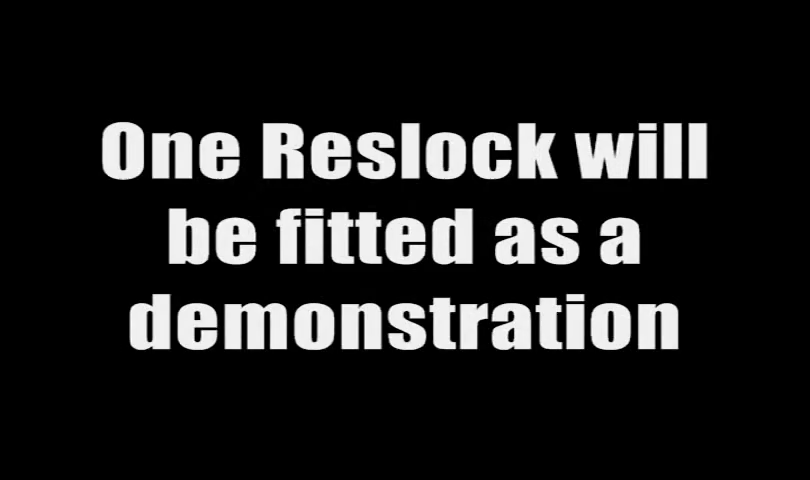 One Reslock will
be fitted as a
demonstration